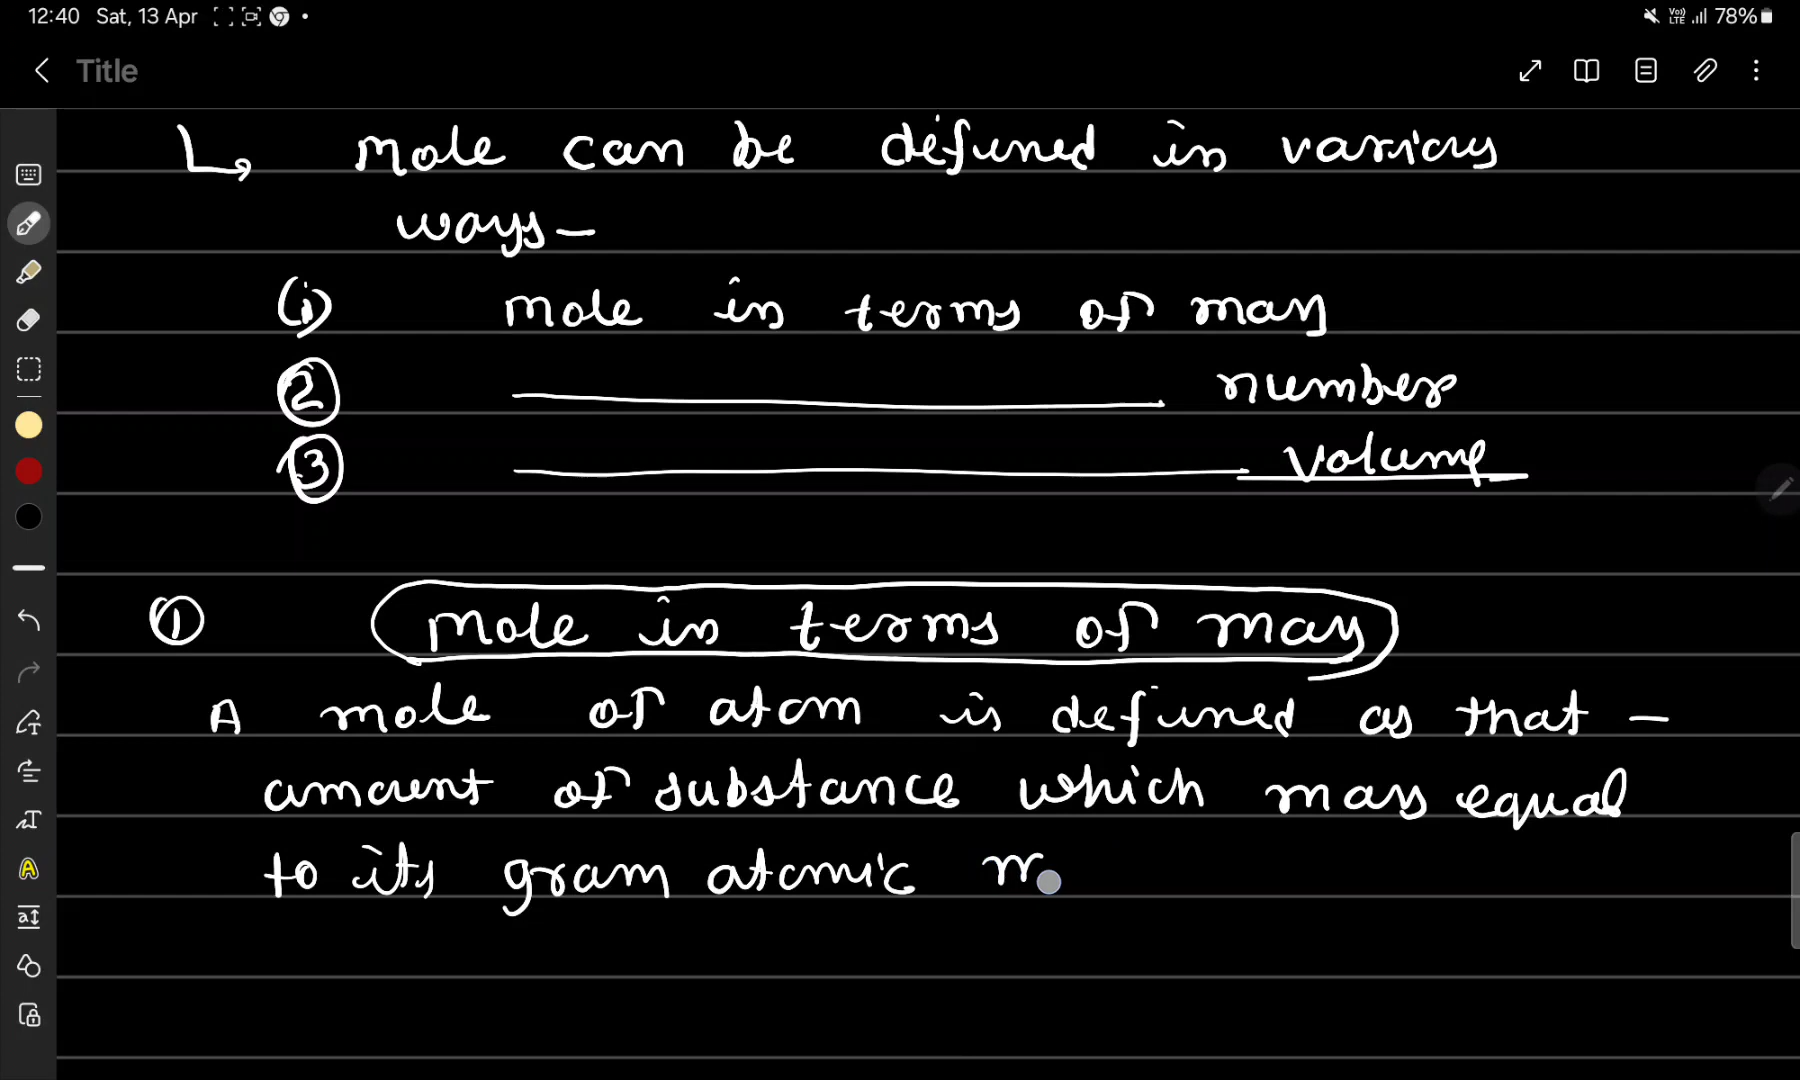 12:40 Sat, 13 Apr 78%
Title
↳ mole can be defined in various
ways-
(i) mole in terms of mass
② ________ number
③ ________ volume
① mole in terms of mass
A mole of atom is defined as that -
amount of substance which mass equal
to its gram atomic m